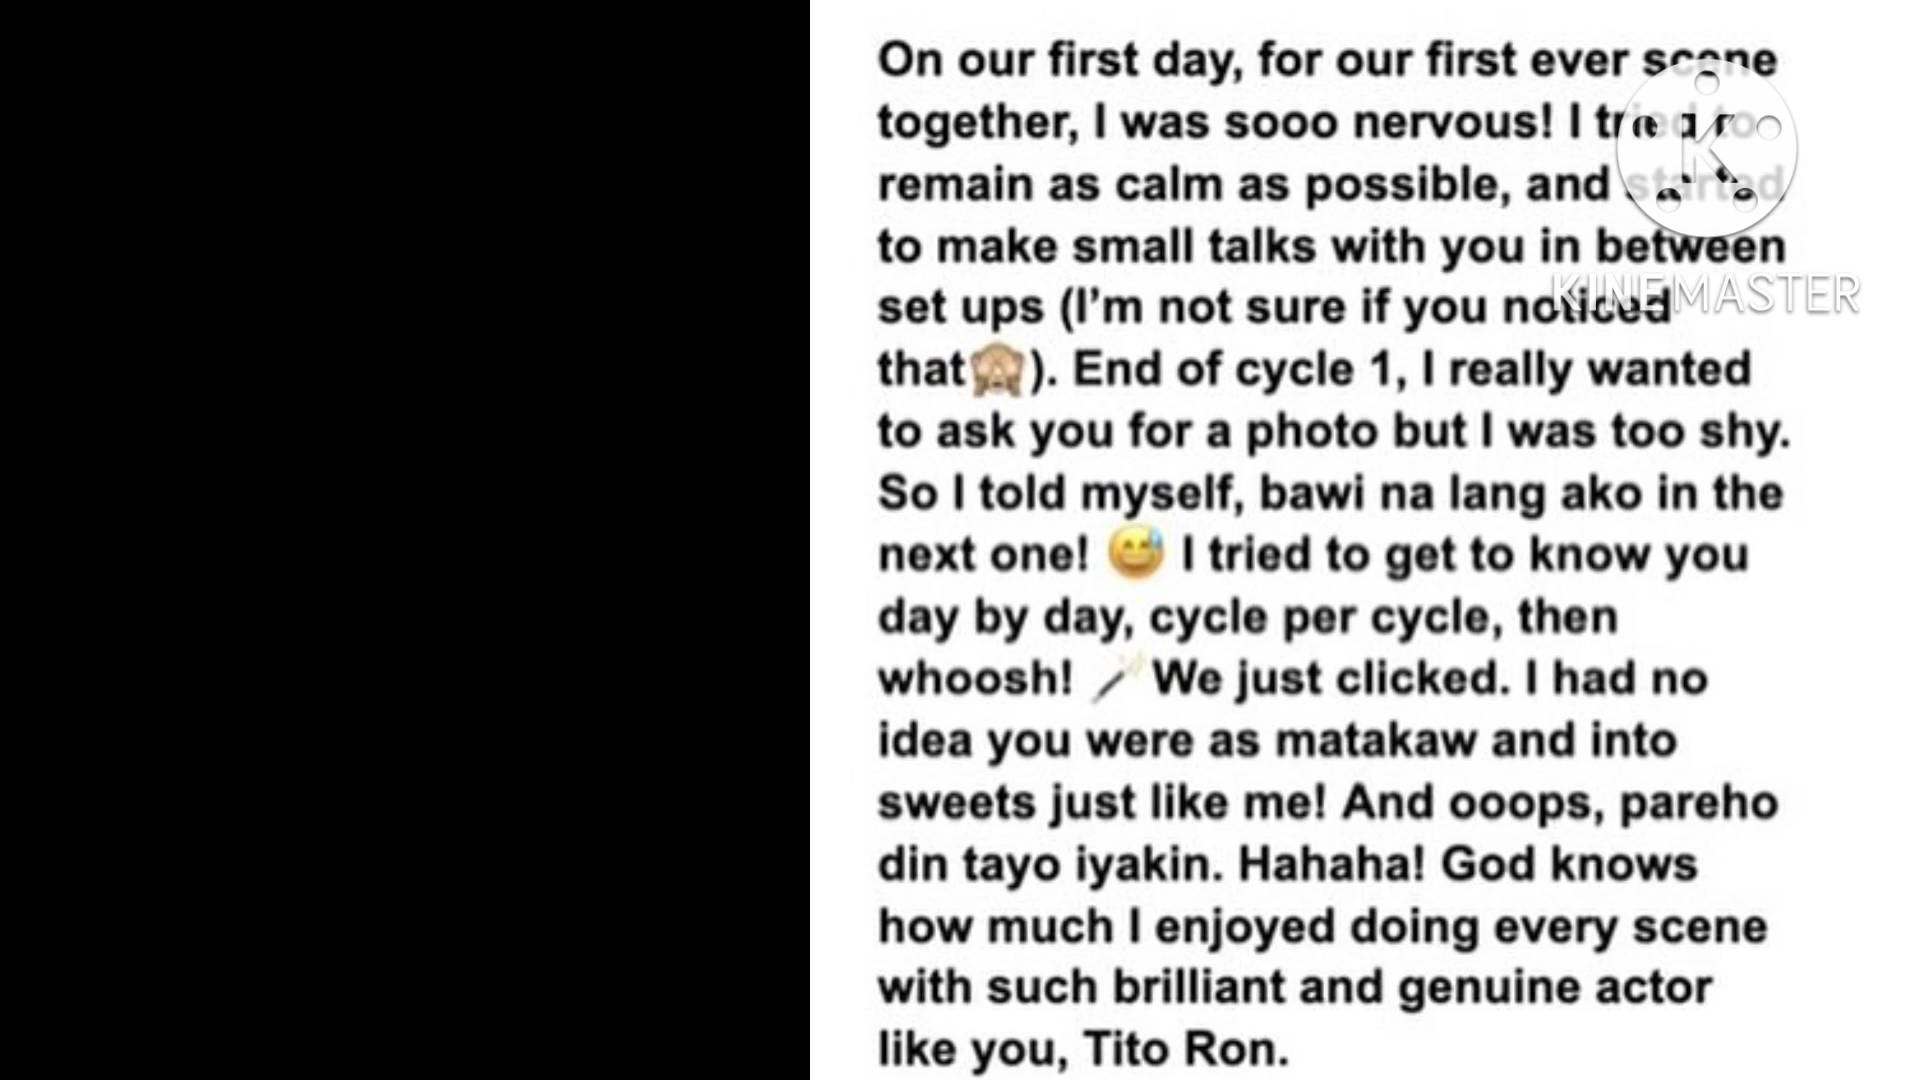 On our first day, for our first ever scene
together, I was sooo nervous! I tried to
remain as calm as possible, and started
to make small talks with you in between
set ups (I’m not sure if you noticed
that🙈). End of cycle 1, I really wanted
to ask you for a photo but I was too shy.
So I told myself, bawi na lang ako in the
next one! 😅 I tried to get to know you
day by day, cycle per cycle, then
whoosh! 🪄We just clicked. I had no
idea you were as matakaw and into
sweets just like me! And ooops, pareho
din tayo iyakin. Hahaha! God knows
how much I enjoyed doing every scene
with such brilliant and genuine actor
like you, Tito Ron.
K
KINEMASTER